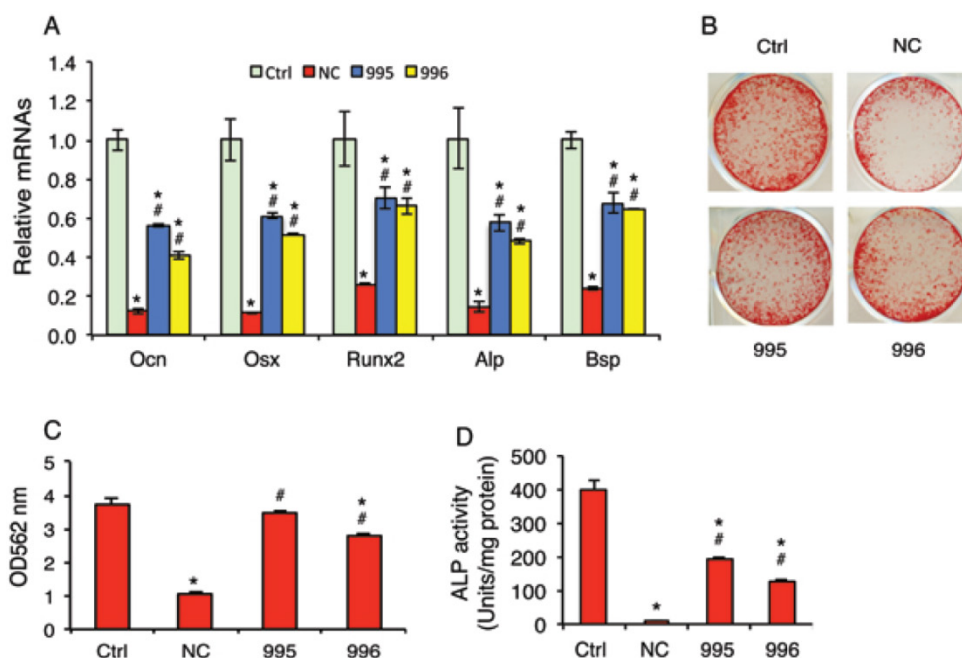 A
1.4
1.2
1.0
0.8
0.6
0.4
0.2
0.0
Relative mRNAs
Ctrl NC 995 996
* * # * #
* * # * #
* * # * #
* * # * #
* * # * #
Ocn Osx Runx2 Alp Bsp
B
Ctrl NC
995 996
C
5
4
3
2
1
0
OD562 nm
* # * #
Ctrl NC 995 996
D
500
400
300
200
100
0
ALP activity
(Units/mg protein)
* * # * #
Ctrl NC 995 996